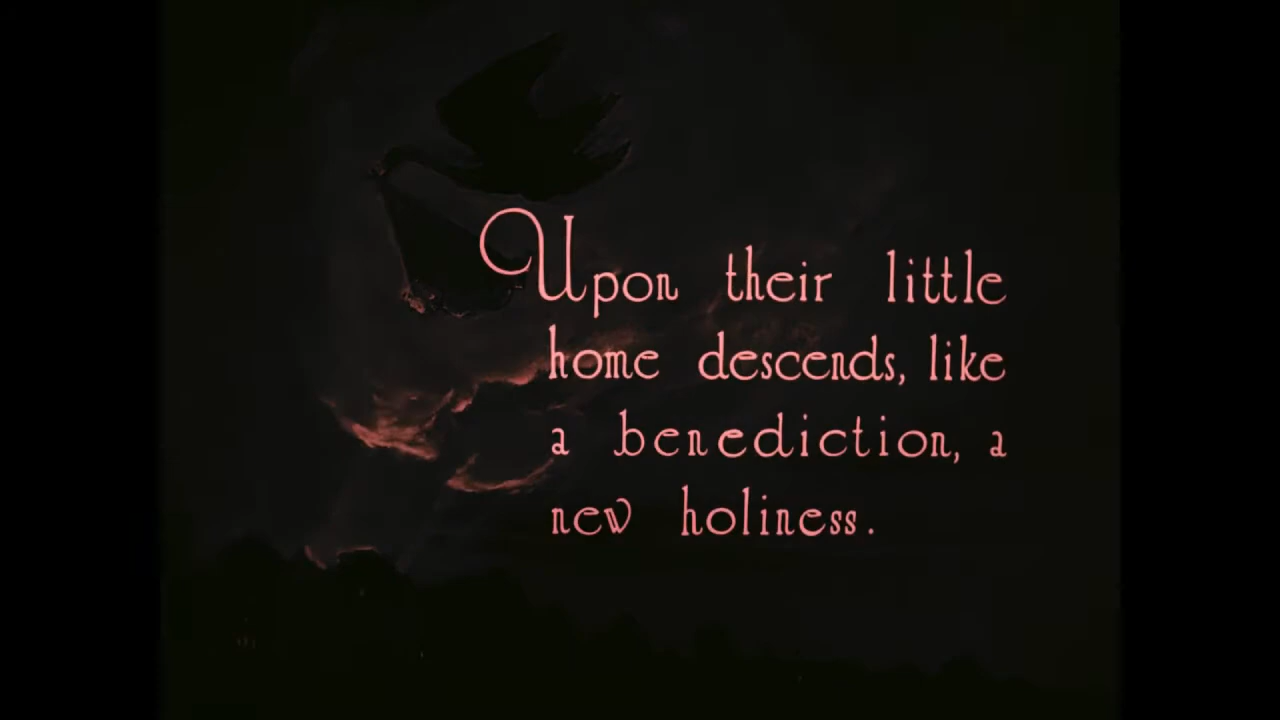 Upon their little
home descends, like
a benediction, a
new holiness.